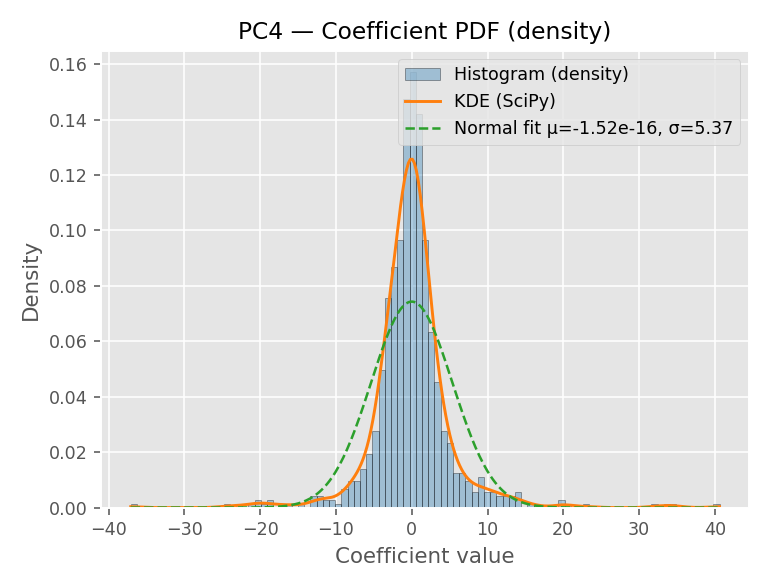 PC4 — Coefficient PDF (density)
Histogram (density)
KDE (SciPy)
Normal fit μ=-1.52e-16, σ=5.37
Density
0.16
0.14
0.12
0.10
0.08
0.06
0.04
0.02
0.00
−40 −30 −20 −10 0 10 20 30 40
Coefficient value